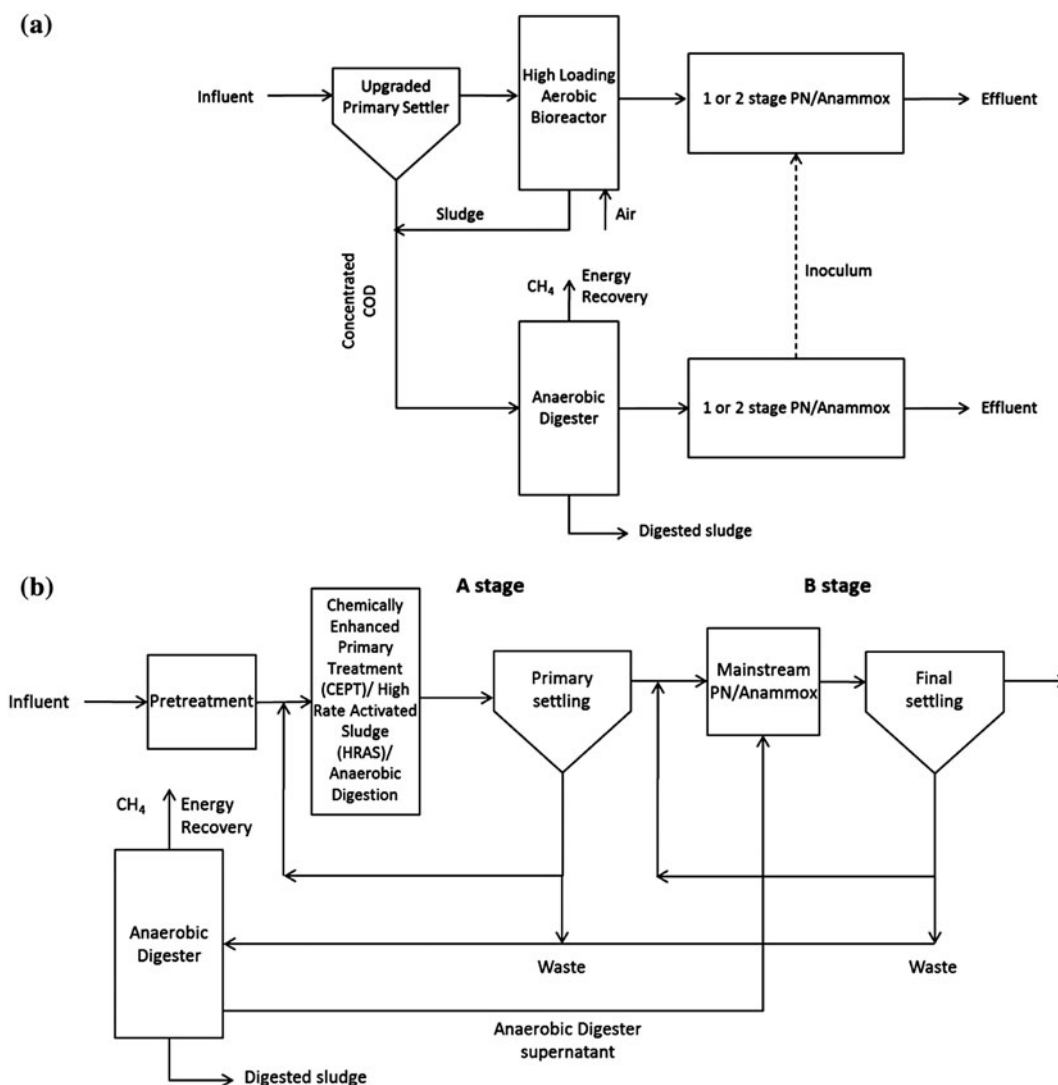 (a)
Influent
Upgraded
Primary Settler
High Loading
Aerobic
Bioreactor
1 or 2 stage PN/Anammox
Effluent
Sludge
Air
Concentrated
COD
Inoculum
CH4
Energy
Recovery
Anaerobic
Digester
1 or 2 stage PN/Anammox
Effluent
Digested sludge
(b)
A stage
B stage
Influent
Pretreatment
Chemically
Enhanced
Primary
Treatment
(CEPT)/ High
Rate Activated
Sludge
(HRAS)/
Anaerobic
Digestion
Primary
settling
Mainstream
PN/Anammox
Final
settling
CH4
Energy
Recovery
Anaerobic
Digester
Waste
Waste
Anaerobic Digester
supernatant
Digested sludge